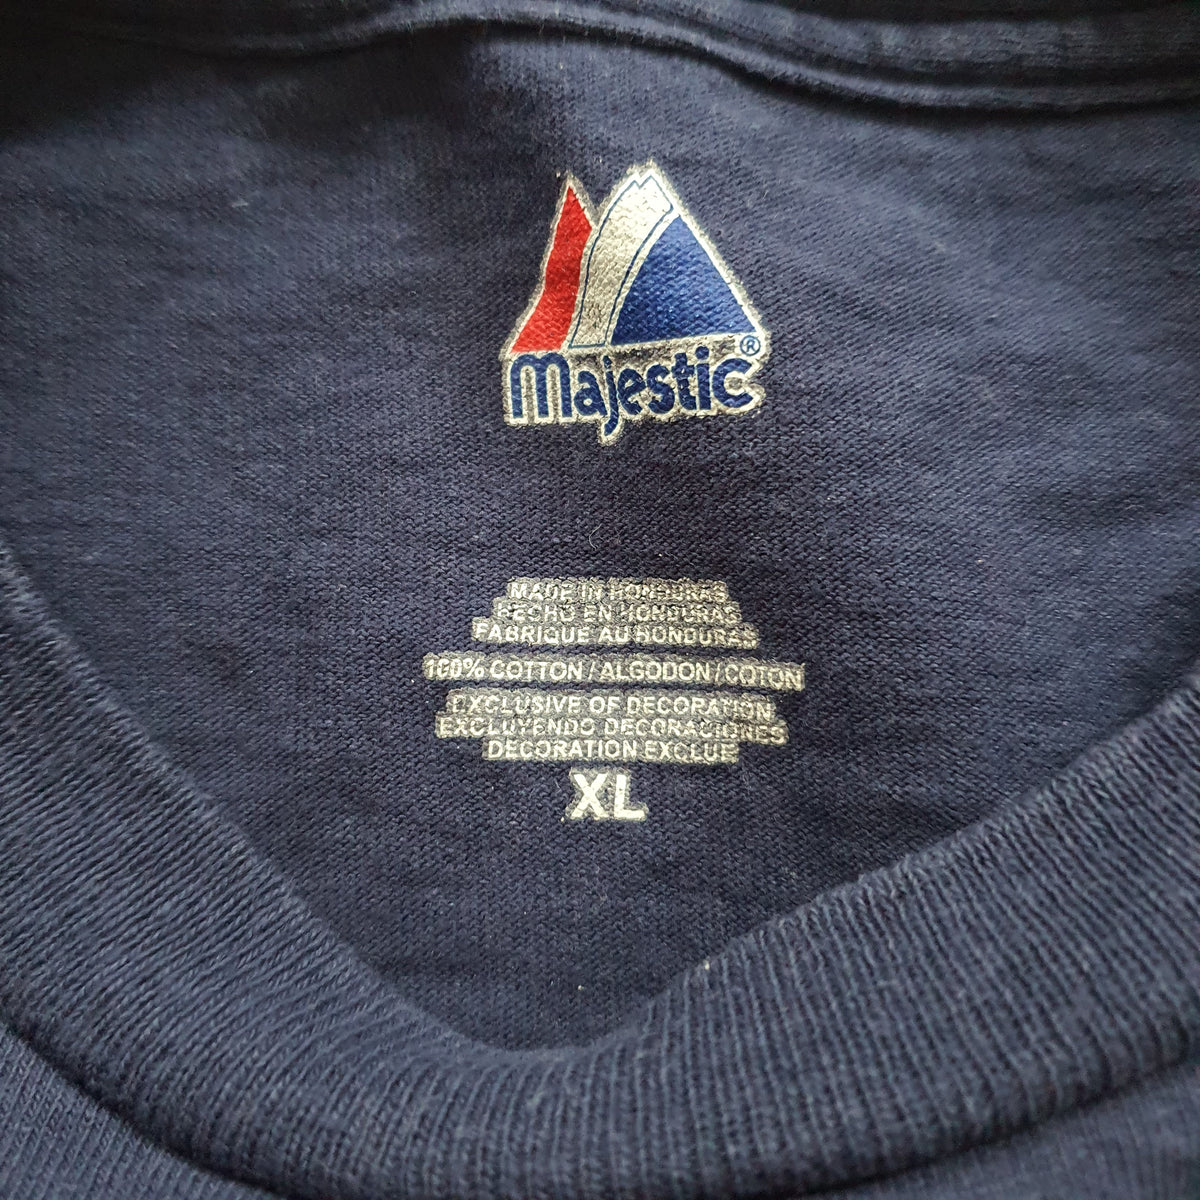 Majestic®
MADE IN HONDURAS
HECHO EN HONDURAS
FABRIQUE AU HONDURAS
100% COTTON / ALGODON / COTON
EXCLUSIVE OF DECORATION
EXCLUYENDO DECORACIONES
DECORATION EXCLUE
XL